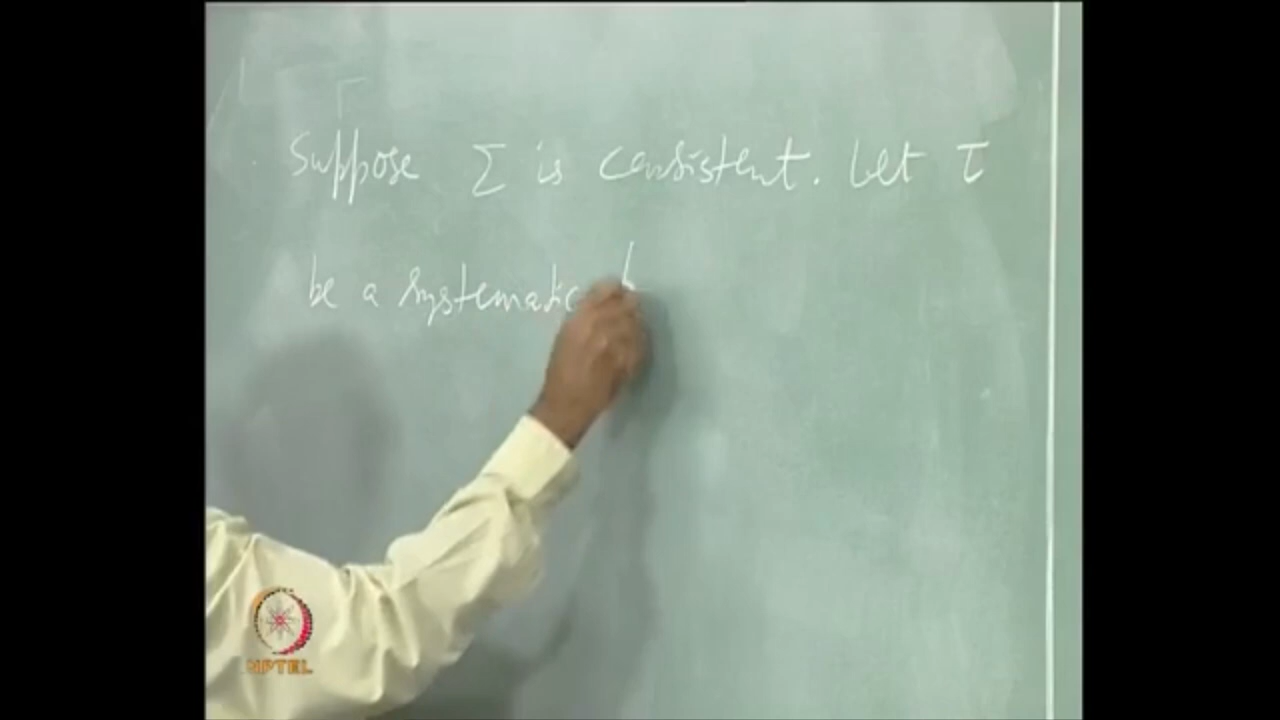 Suppose Σ is consistent. Let τ
be a systematic
NPTEL